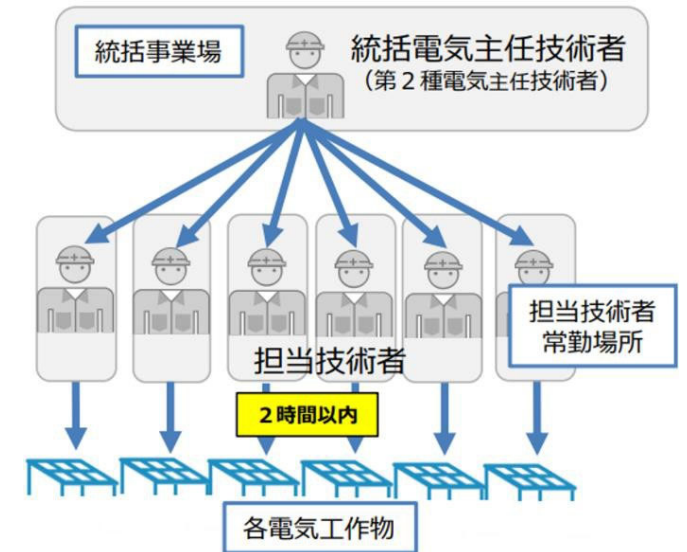 統括事業場
統括電気主任技術者
（第２種電気主任技術者）
担当技術者
常勤場所
担当技術者
２時間以内
各電気工作物